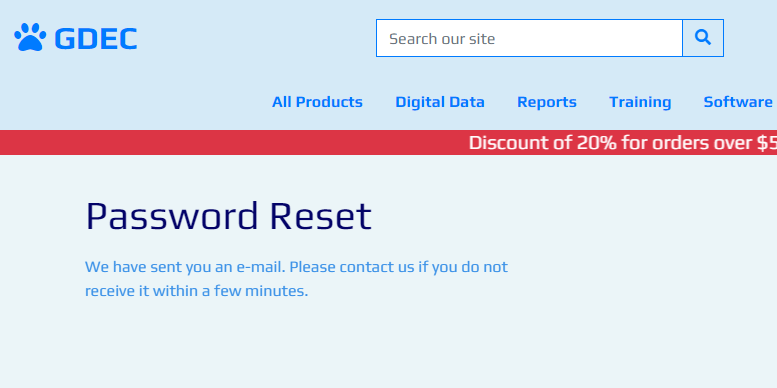 GDEC
Search our site
All Products Digital Data Reports Training Software
Discount of 20% for orders over $5
Password Reset
We have sent you an e-mail. Please contact us if you do not
receive it within a few minutes.